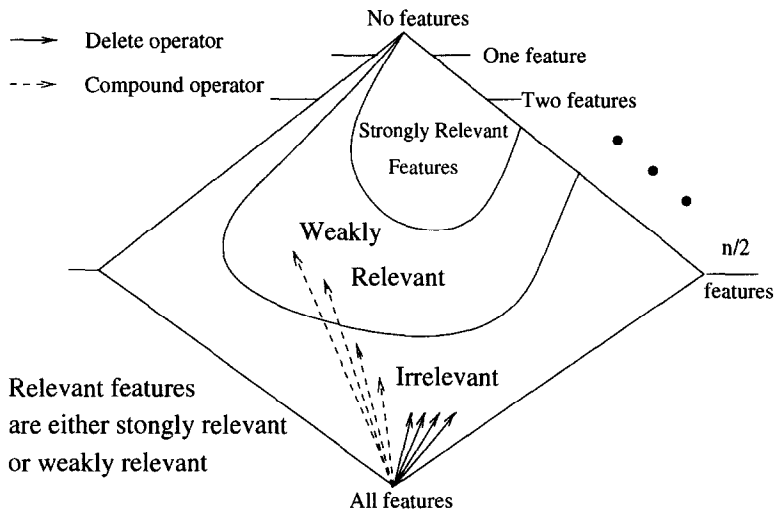 No features
Delete operator
One feature
Compound operator
Two features
Strongly Relevant
Features
Weakly
n/2
Relevant
features
Irrelevant
Relevant features
are either stongly relevant
or weakly relevant
All features